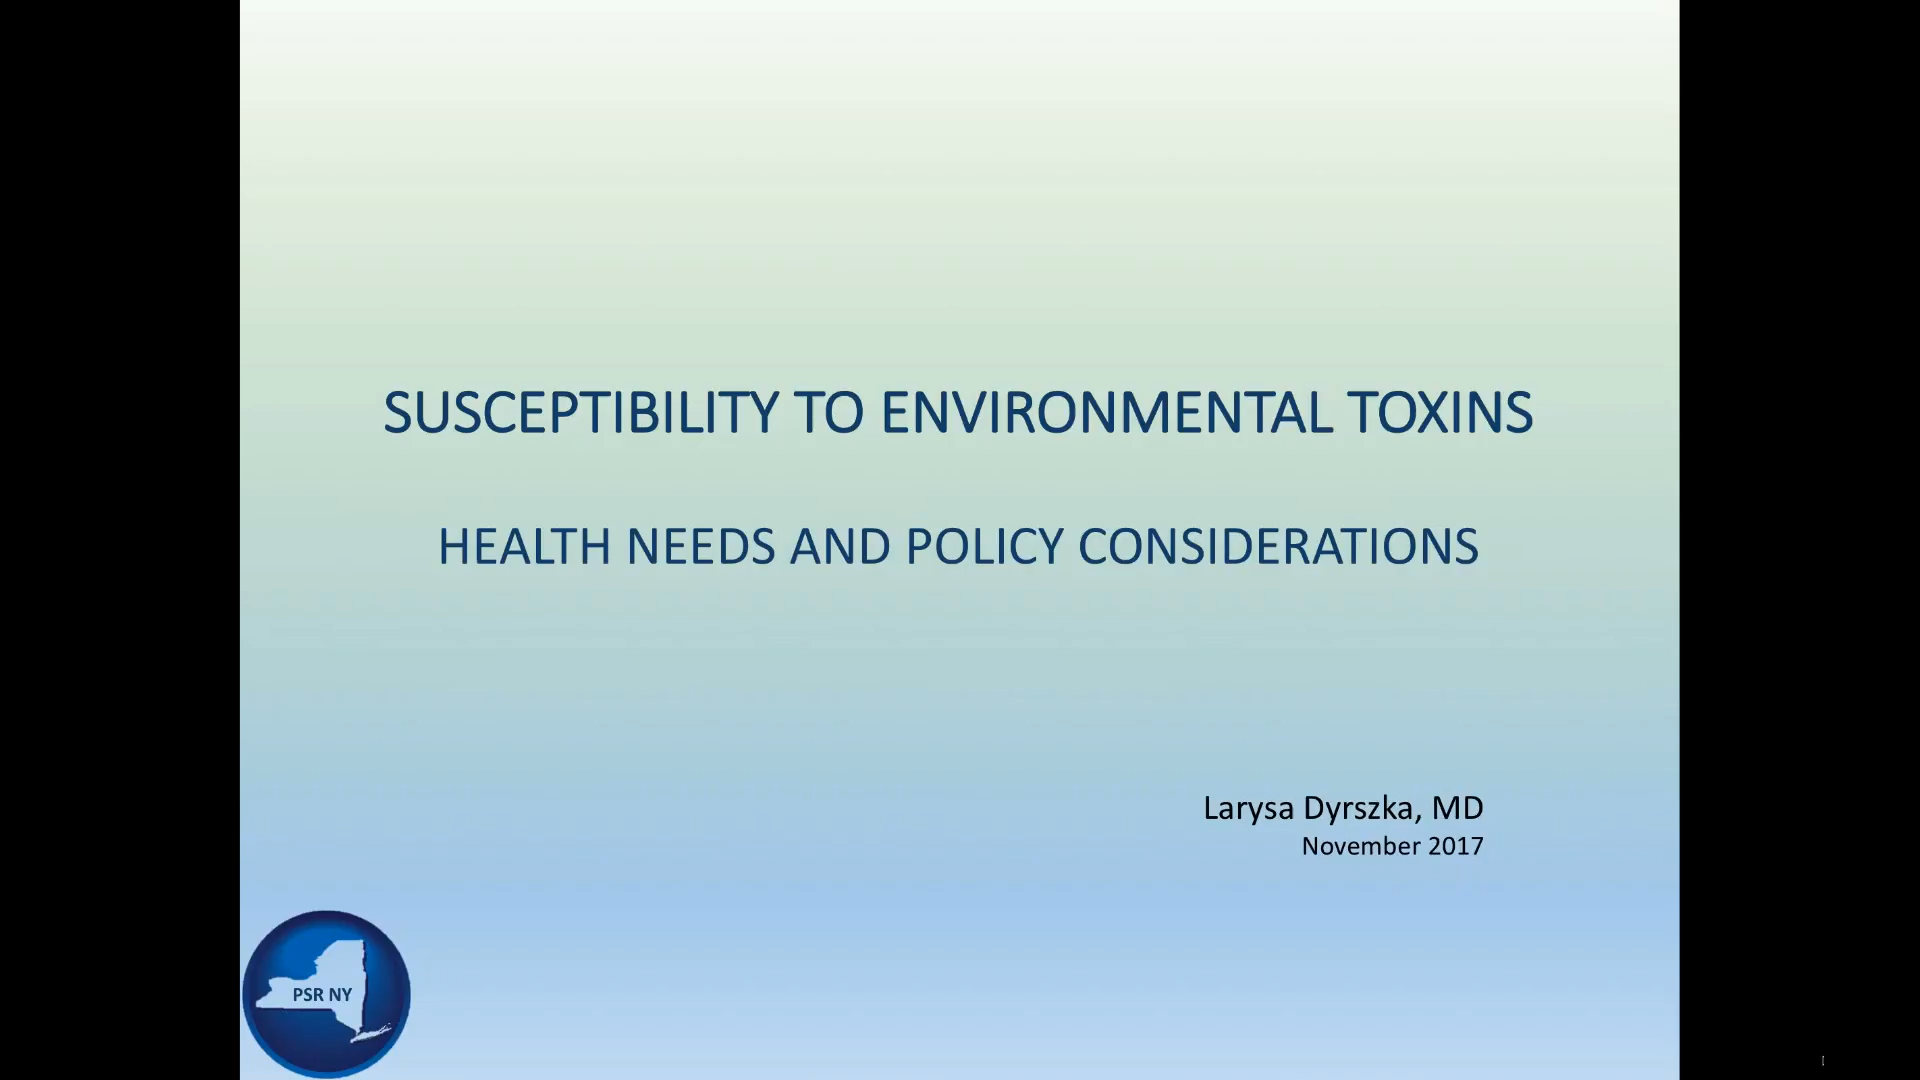 SUSCEPTIBILITY TO ENVIRONMENTAL TOXINS
HEALTH NEEDS AND POLICY CONSIDERATIONS
Larysa Dyrszka, MD
November 2017
PSR NY